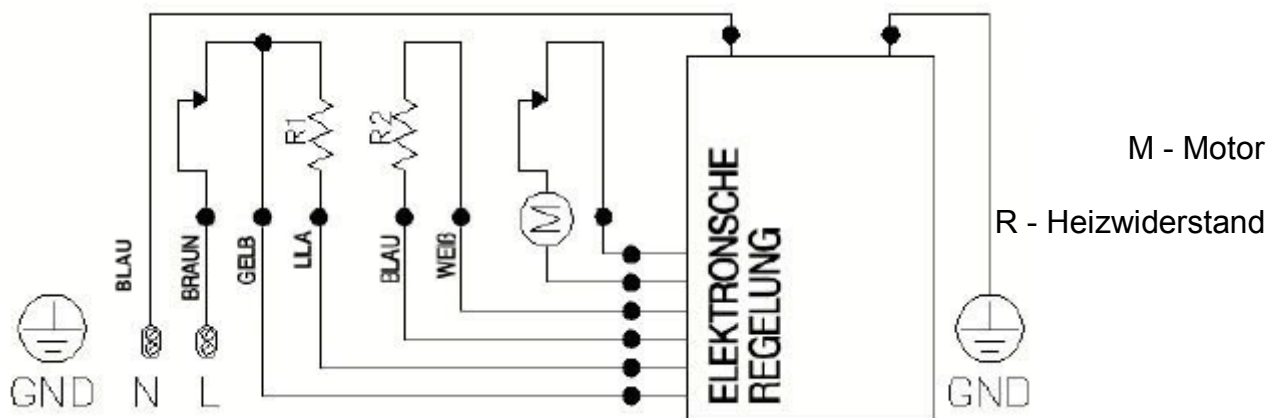 BLAU
BRAUN
GELB
LILA
R1
R2
BLAU
WEIß
M
ELEKTRONSCHE
REGELUNG
M - Motor
R - Heizwiderstand
GND
N
L
GND